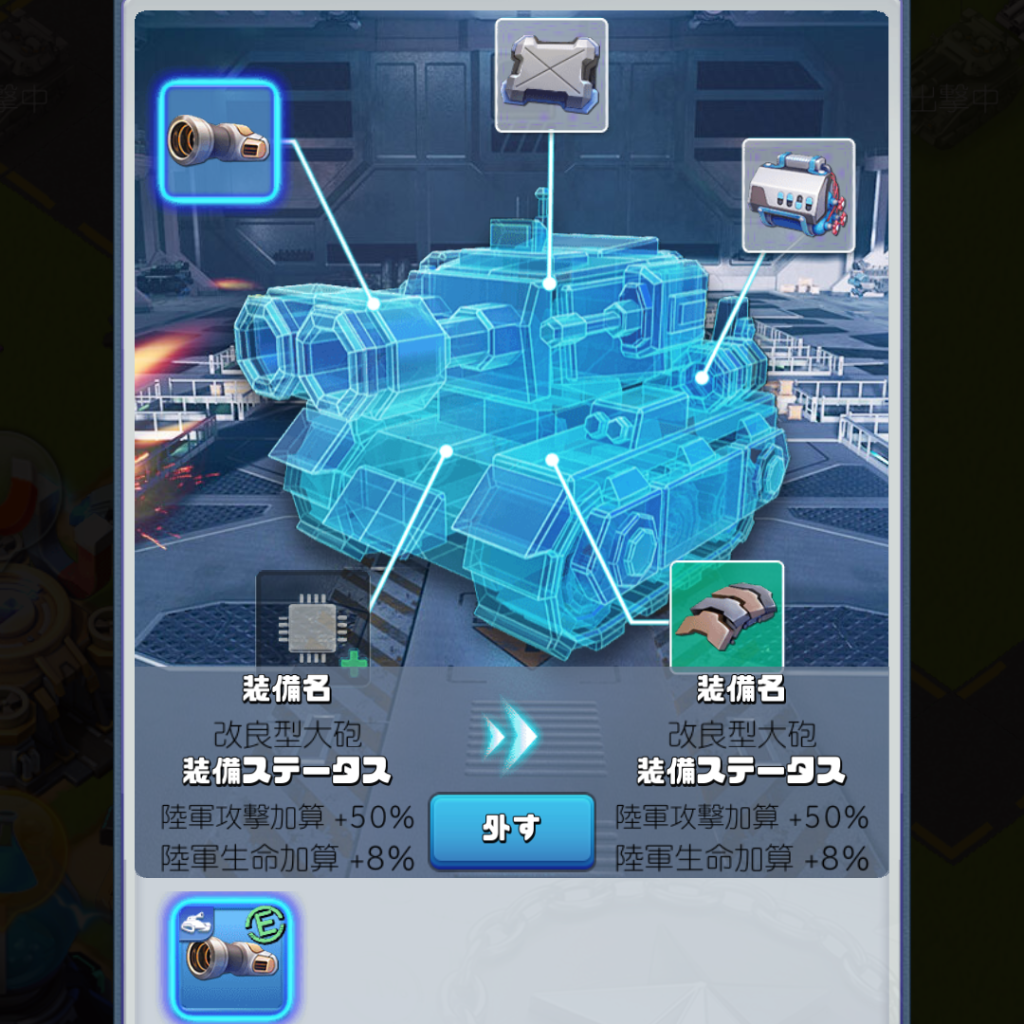 出撃中
装備名
改良型大砲
装備ステータス
陸軍攻撃加算 +50%
陸軍生命加算 +8%
外す
装備名
改良型大砲
装備ステータス
陸軍攻撃加算 +50%
陸軍生命加算 +8%
E